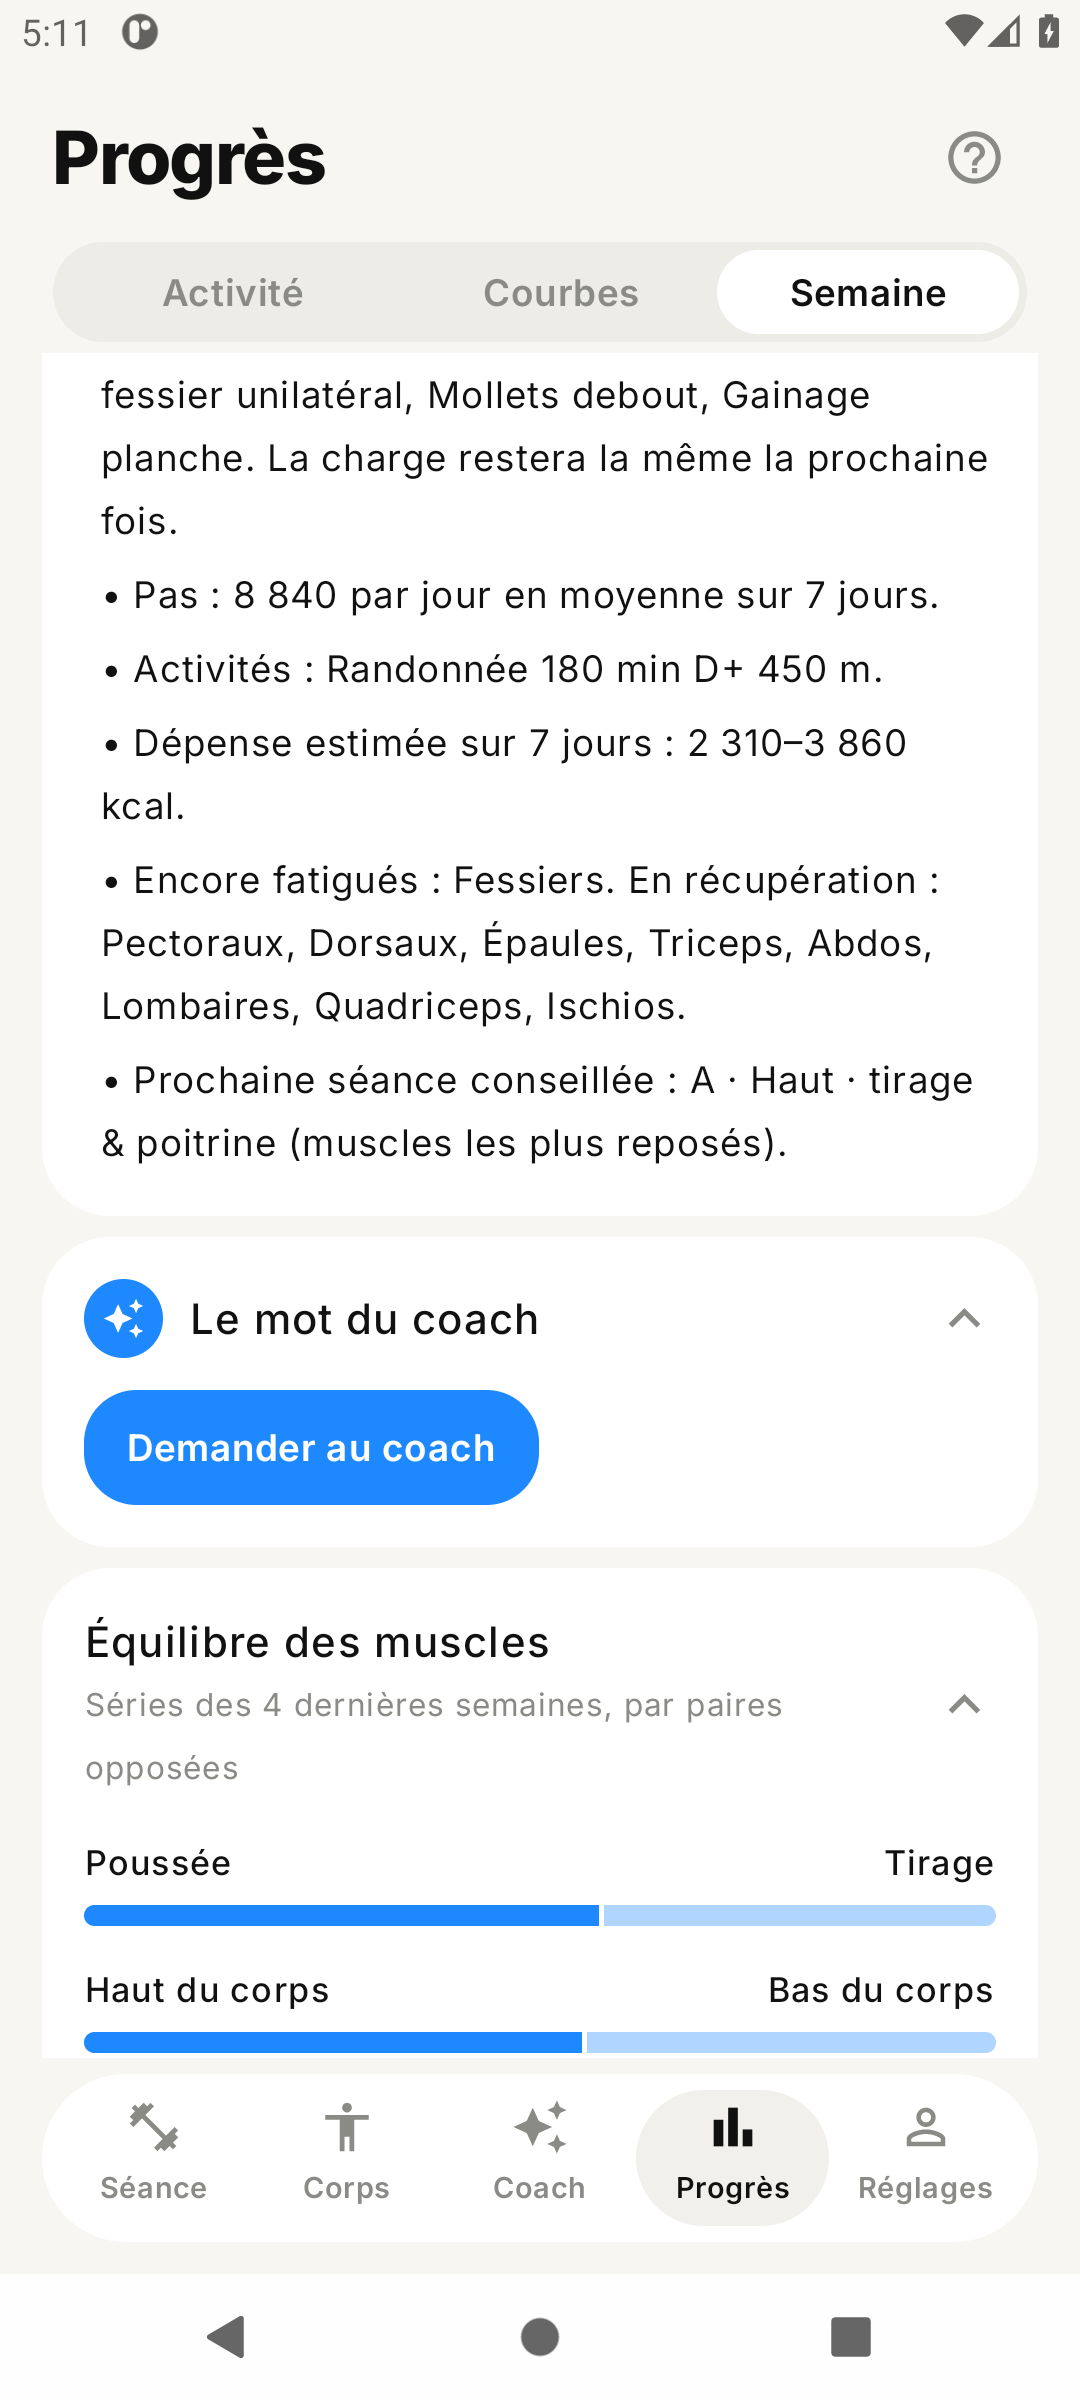 5:11
Progrès
Activité
Courbes
Semaine
fessier unilatéral, Mollets debout, Gainage
planche. La charge restera la même la prochaine
fois.
• Pas : 8 840 par jour en moyenne sur 7 jours.
• Activités : Randonnée 180 min D+ 450 m.
• Dépense estimée sur 7 jours : 2 310–3 860
kcal.
• Encore fatigués : Fessiers. En récupération :
Pectoraux, Dorsaux, Épaules, Triceps, Abdos,
Lombaires, Quadriceps, Ischios.
• Prochaine séance conseillée : A · Haut · tirage
& poitrine (muscles les plus reposés).
Le mot du coach
Demander au coach
Équilibre des muscles
Séries des 4 dernières semaines, par paires
opposées
Poussée
Tirage
Haut du corps
Bas du corps
Séance
Corps
Coach
Progrès
Réglages